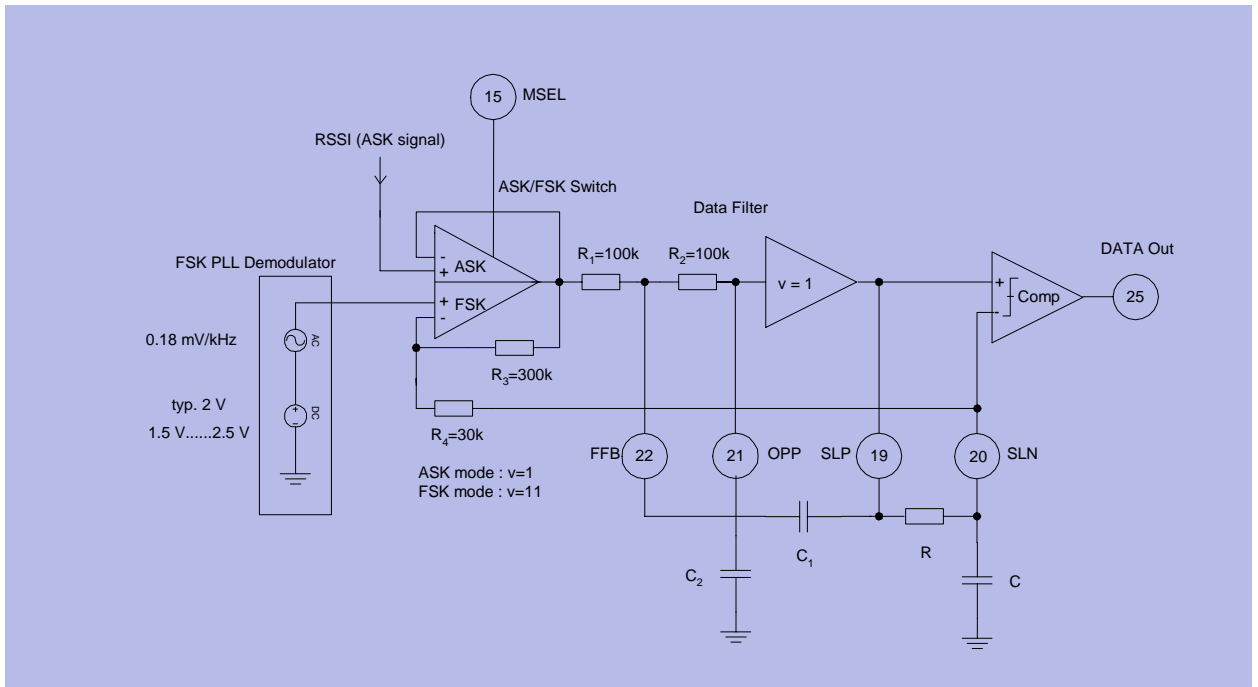 15
MSEL
RSSI (ASK signal)
ASK/FSK Switch
Data Filter
FSK PLL Demodulator
-
+
ASK
+
-
FSK
R1=100k
R2=100k
v = 1
+
-
Comp
DATA Out
25
0.18 mV/kHz
AC
R3=300k
typ. 2 V
1.5 V......2.5 V
+
-
DC
R4=30k
FFB
22
21
OPP
SLP
19
20
SLN
ASK mode : v=1
FSK mode : v=11
C1
R
C2
C